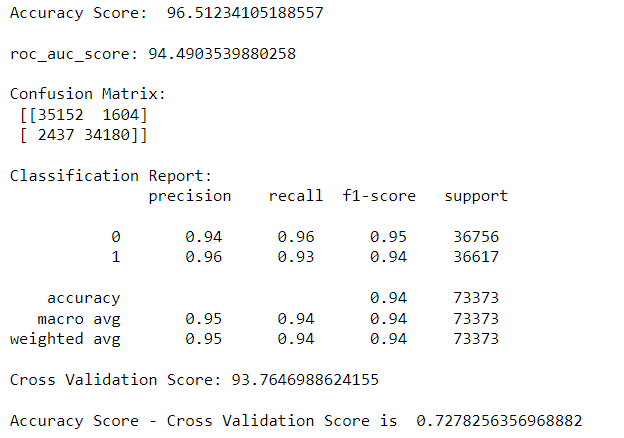 Accuracy Score:  96.51234105188557
roc_auc_score: 94.4903539880258
Confusion Matrix:
[[35152  1604]
[ 2437 34180]]
Classification Report:
precision    recall  f1-score   support
0       0.94      0.96      0.95     36756
1       0.96      0.93      0.94     36617
accuracy                           0.94     73373
macro avg       0.95      0.94      0.94     73373
weighted avg       0.95      0.94      0.94     73373
Cross Validation Score: 93.7646988624155
Accuracy Score - Cross Validation Score is  0.7278256356968882